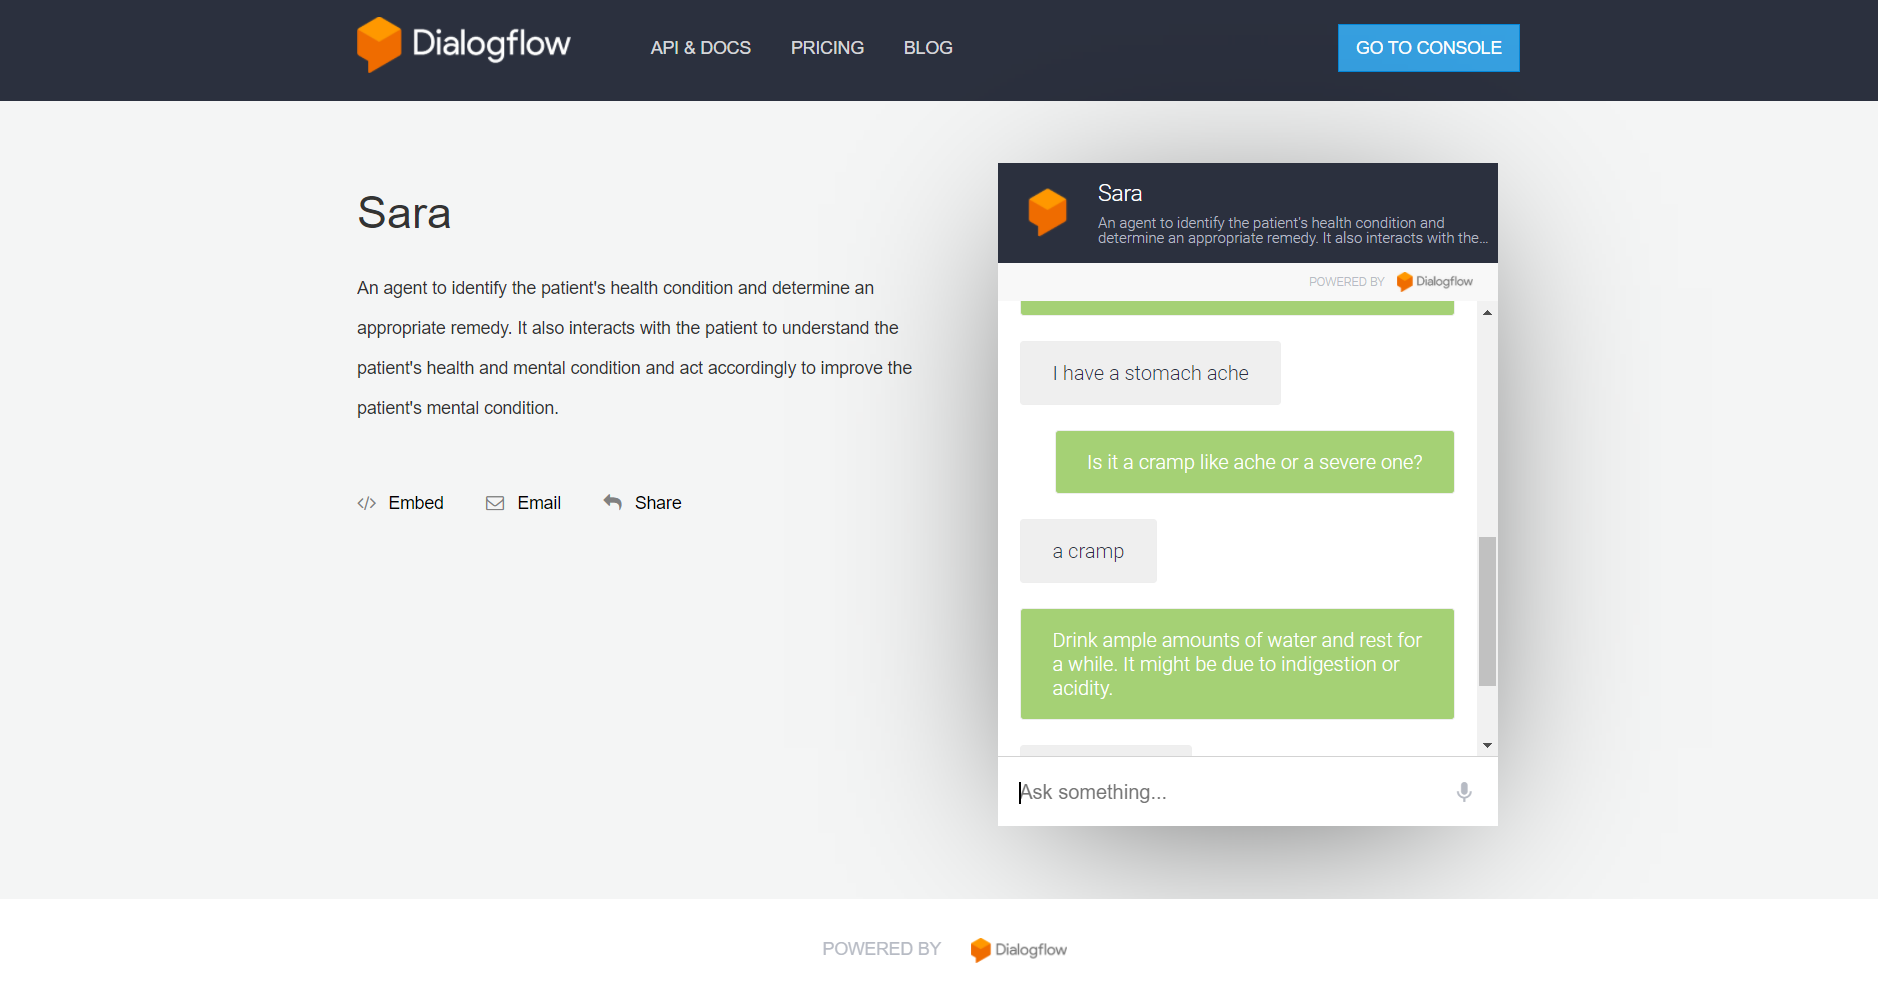 Dialogflow
API & DOCS
PRICING
BLOG
GO TO CONSOLE
Sara
An agent to identify the patient's health condition and determine an
appropriate remedy. It also interacts with the patient to understand the
patient's health and mental condition and act accordingly to improve the
patient's mental condition.
</> Embed
Email
Share
Sara
An agent to identify the patient's health condition and
determine an appropriate remedy. It also interacts with the...
POWERED BY Dialogflow
I have a stomach ache
Is it a cramp like ache or a severe one?
a cramp
Drink ample amounts of water and rest for
a while. It might be due to indigestion or
acidity.
Ask something...
POWERED BY Dialogflow